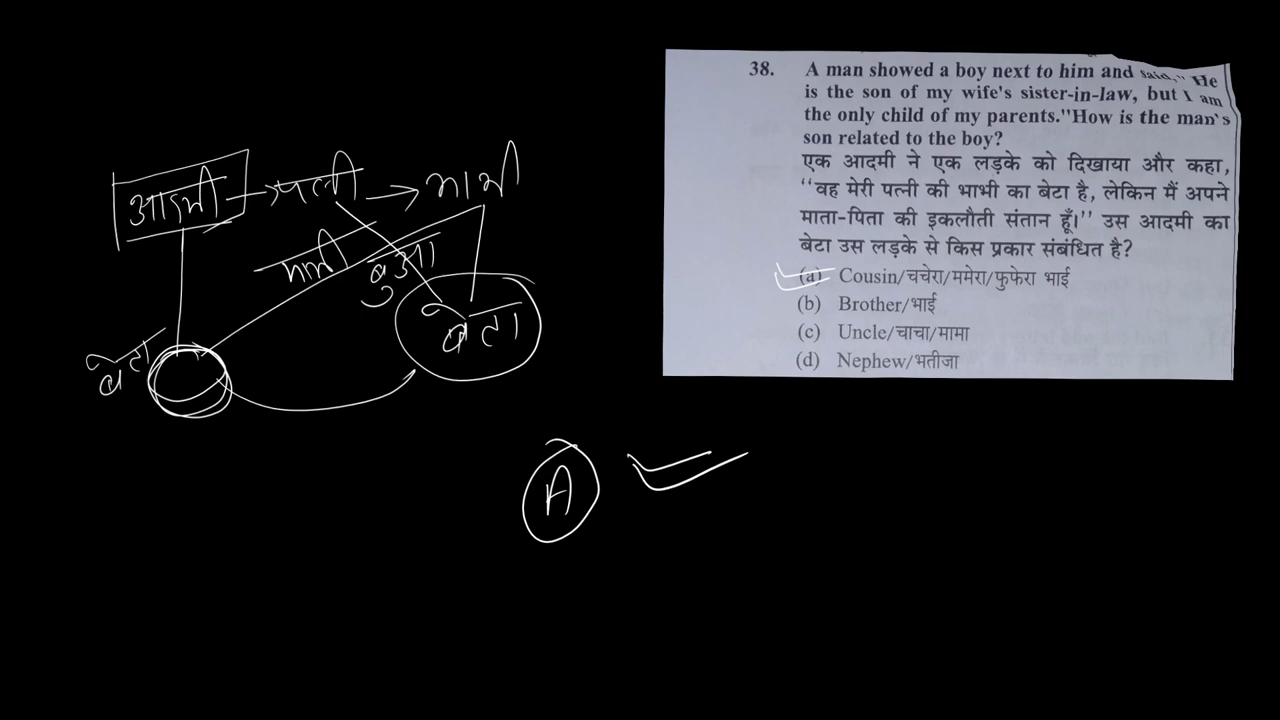 38. A man showed a boy next to him and said," He
is the son of my wife's sister-in-law, but I am
the only child of my parents."How is the man's
son related to the boy?
एक आदमी ने एक लड़के को दिखाया और कहा,
“वह मेरी पत्नी की भाभी का बेटा है, लेकिन मैं अपने
माता-पिता की इकलौती संतान हूँ।” उस आदमी का
बेटा उस लड़के से किस प्रकार संबंधित है?
(a) Cousin/चचेरा/ममेरा/फुफेरा भाई
(b) Brother/भाई
(c) Uncle/चाचा/मामा
(d) Nephew/भतीजा
आदमी पत्नी भाभी
मामी बुआ
बेटा बेटा
A